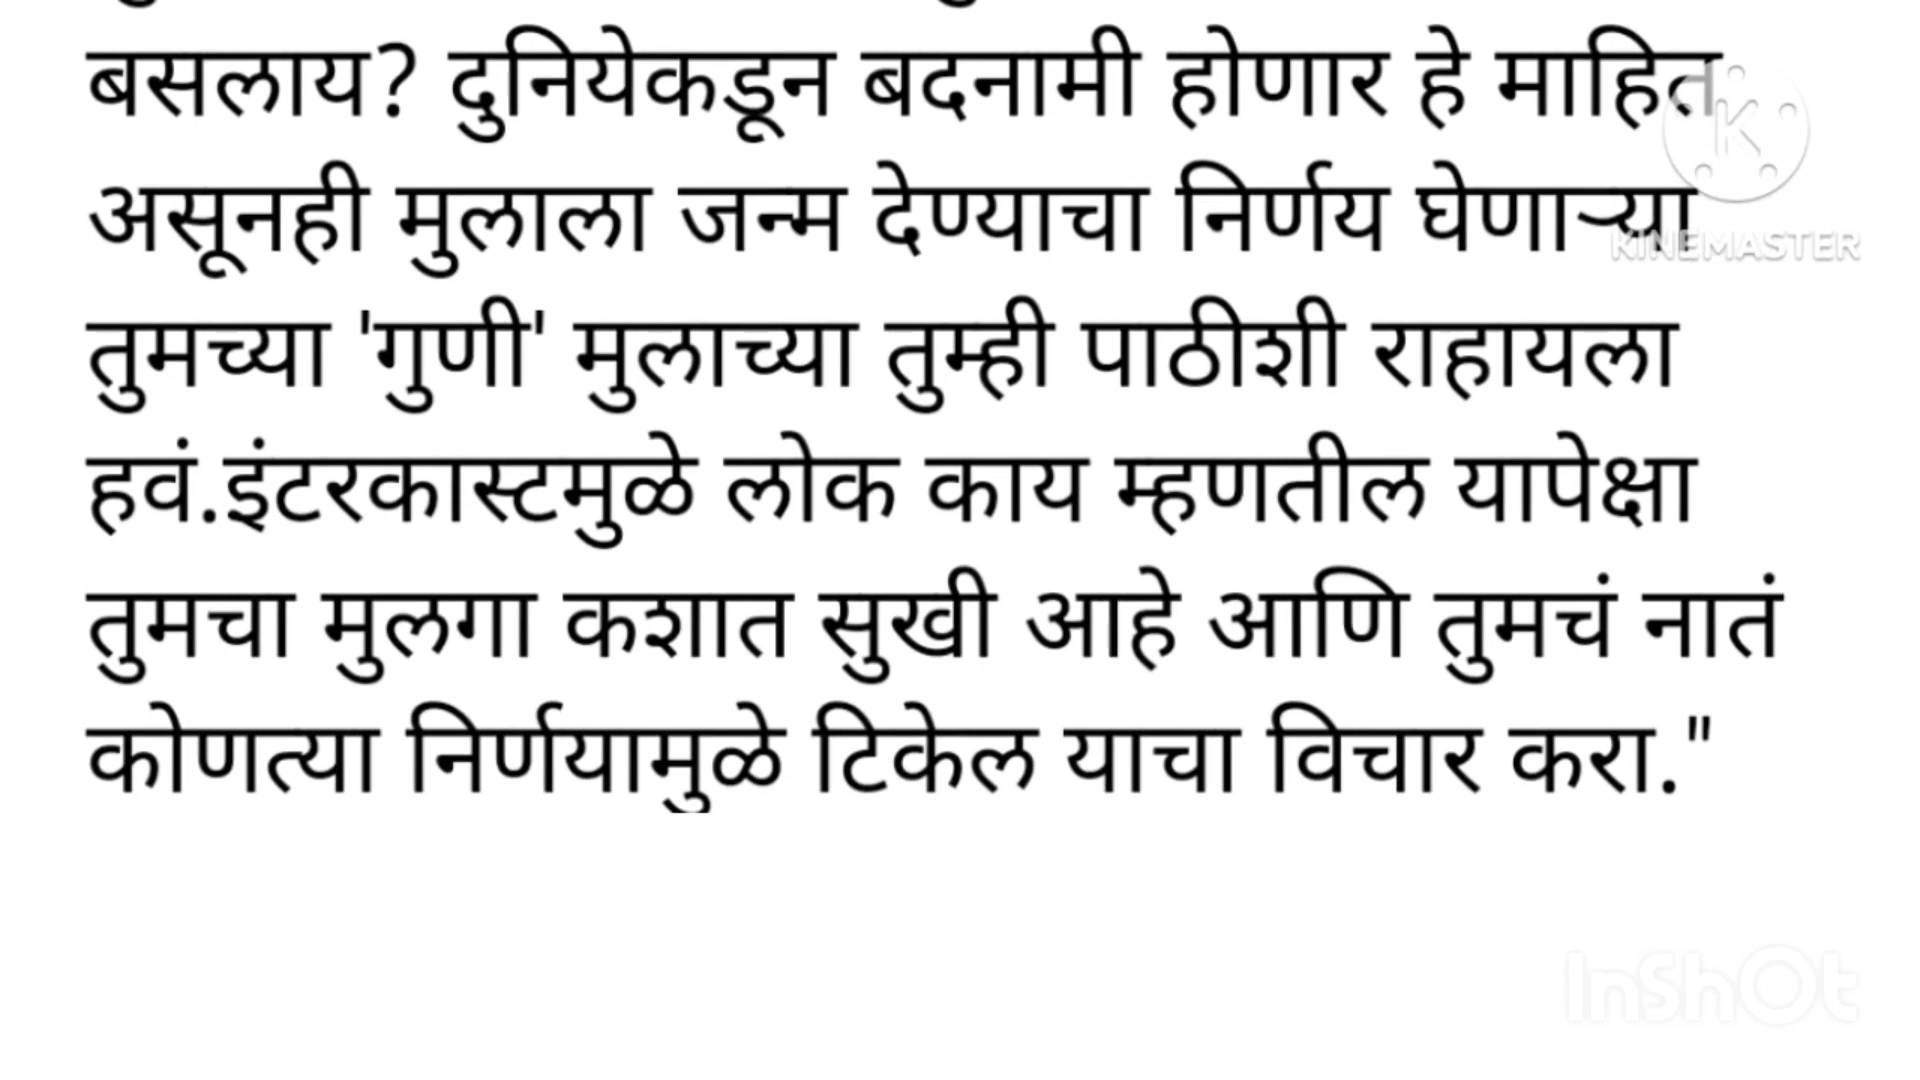 बसलाय? दुनियेकडून बदनामी होणार हे माहित
असूनही मुलाला जन्म देण्याचा निर्णय घेणाऱ्या
तुमच्या 'गुणी' मुलाच्या तुम्ही पाठीशी राहायला
हवं.इंटरकास्टमुळे लोक काय म्हणतील यापेक्षा
तुमचा मुलगा कशात सुखी आहे आणि तुमचं नातं
कोणत्या निर्णयामुळे टिकेल याचा विचार करा."
K
KINEMASTER
InShOt